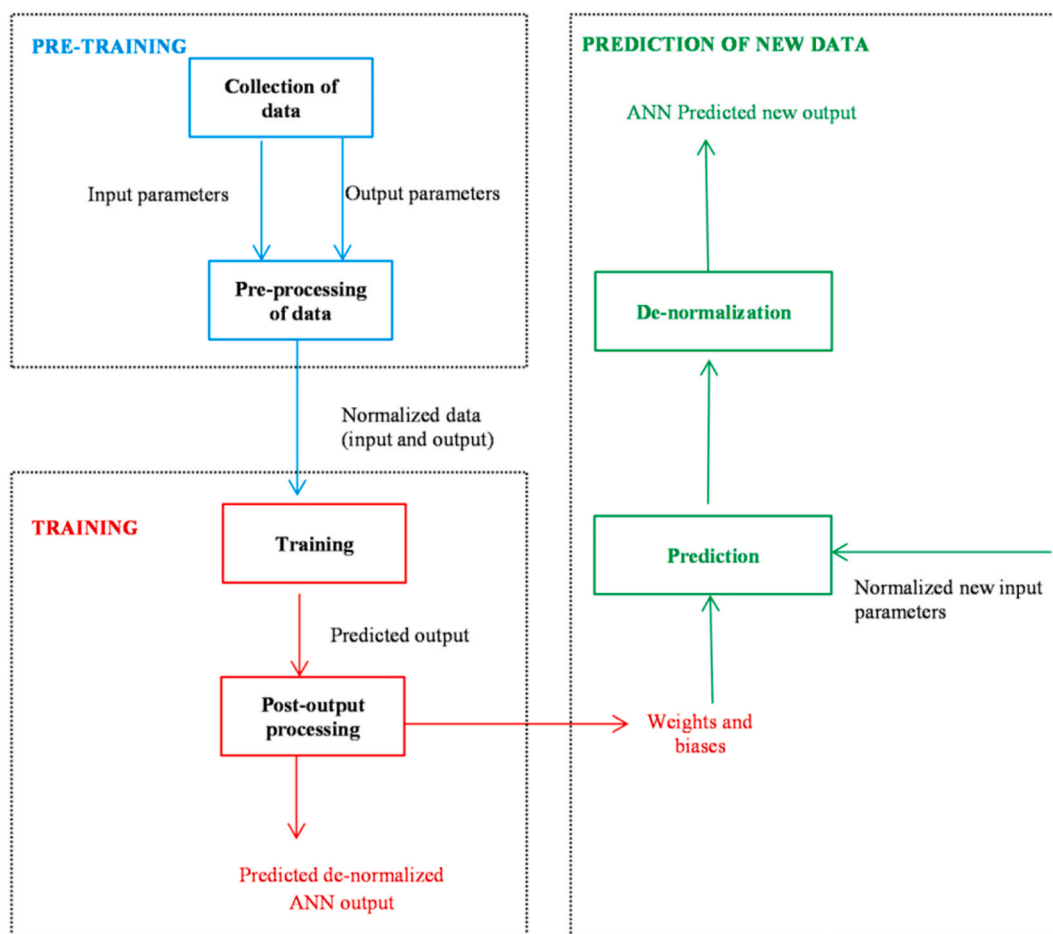 PRE-TRAINING
Collection of
data
Input parameters
Output parameters
Pre-processing
of data
Normalized data
(input and output)
TRAINING
Training
Predicted output
Post-output
processing
Predicted de-normalized
ANN output
PREDICTION OF NEW DATA
ANN Predicted new output
De-normalization
Prediction
Normalized new input
parameters
Weights and
biases